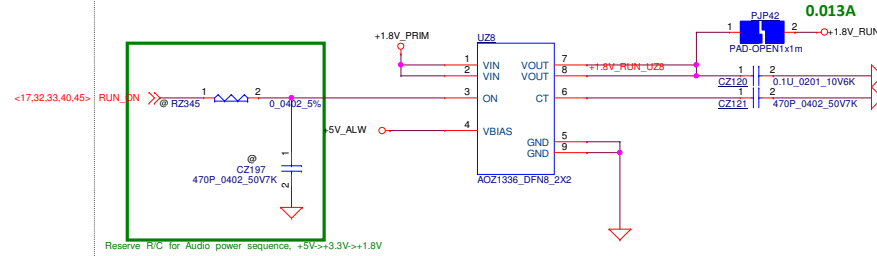 0.013A
PJP42
1 2
PAD-OPEN1x1m
+1.8V_RUN
+1.8V_PRIM
UZ8
1 VIN VOUT 7
2 VIN VOUT 8
+1.8V_RUN_UZ8
CZ120 1 2 0.1U_0201_10V6K
<17,32,33,40,45> RUN_ON
@ RZ345 1 2 0_0402_5%
3 ON CT 6
CZ121 1 2 470P_0402_50V7K
+5V_ALW
4 VBIAS
GND 5
GND 9
@
CZ197
470P_0402_50V7K
1
2
AOZ1336_DFN8_2X2
Reserve R/C for Audio power sequence, +5V->+3.3V->+1.8V